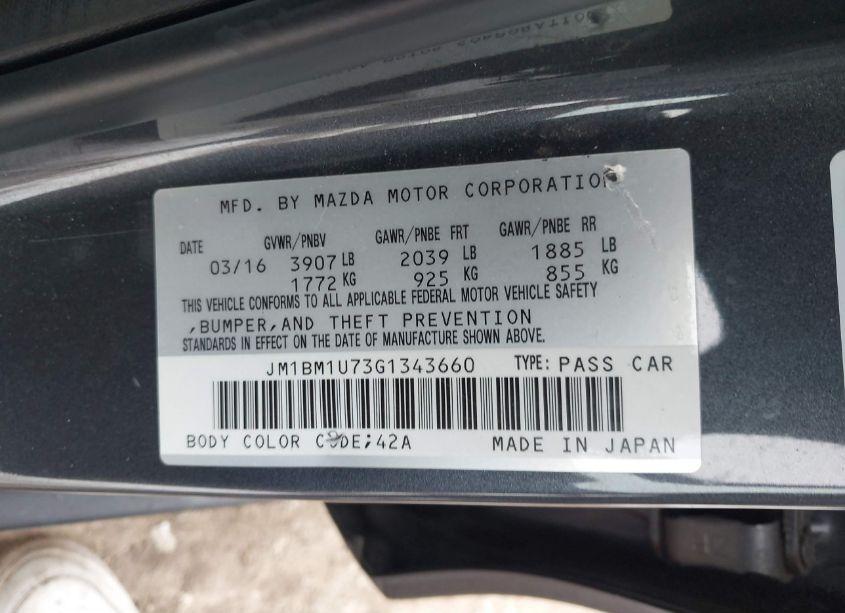 MFD. BY MAZDA MOTOR CORPORATION
DATE GVWR/PNBV GAWR/PNBE FRT GAWR/PNBE RR
03/16 3907 LB 2039 LB 1885 LB
1772 KG 925 KG 855 KG
THIS VEHICLE CONFORMS TO ALL APPLICABLE FEDERAL MOTOR VEHICLE SAFETY
,BUMPER,AND THEFT PREVENTION
STANDARDS IN EFFECT ON THE DATE OF MANUFACTURE SHOWN ABOVE.
JM1BM1U73G1343660 TYPE: PASS CAR
BODY COLOR CODE;42A MADE IN JAPAN